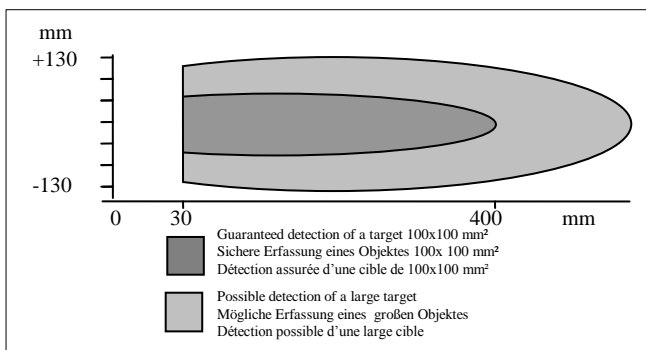 mm
+130
-130
0 30 400 mm
Guaranteed detection of a target 100x100 mm²
Sichere Erfassung eines Objektes 100x 100 mm²
Détection assurée d’une cible de 100x100 mm²
Possible detection of a large target
Mögliche Erfassung eines großen Objektes
Détection possible d’une large cible